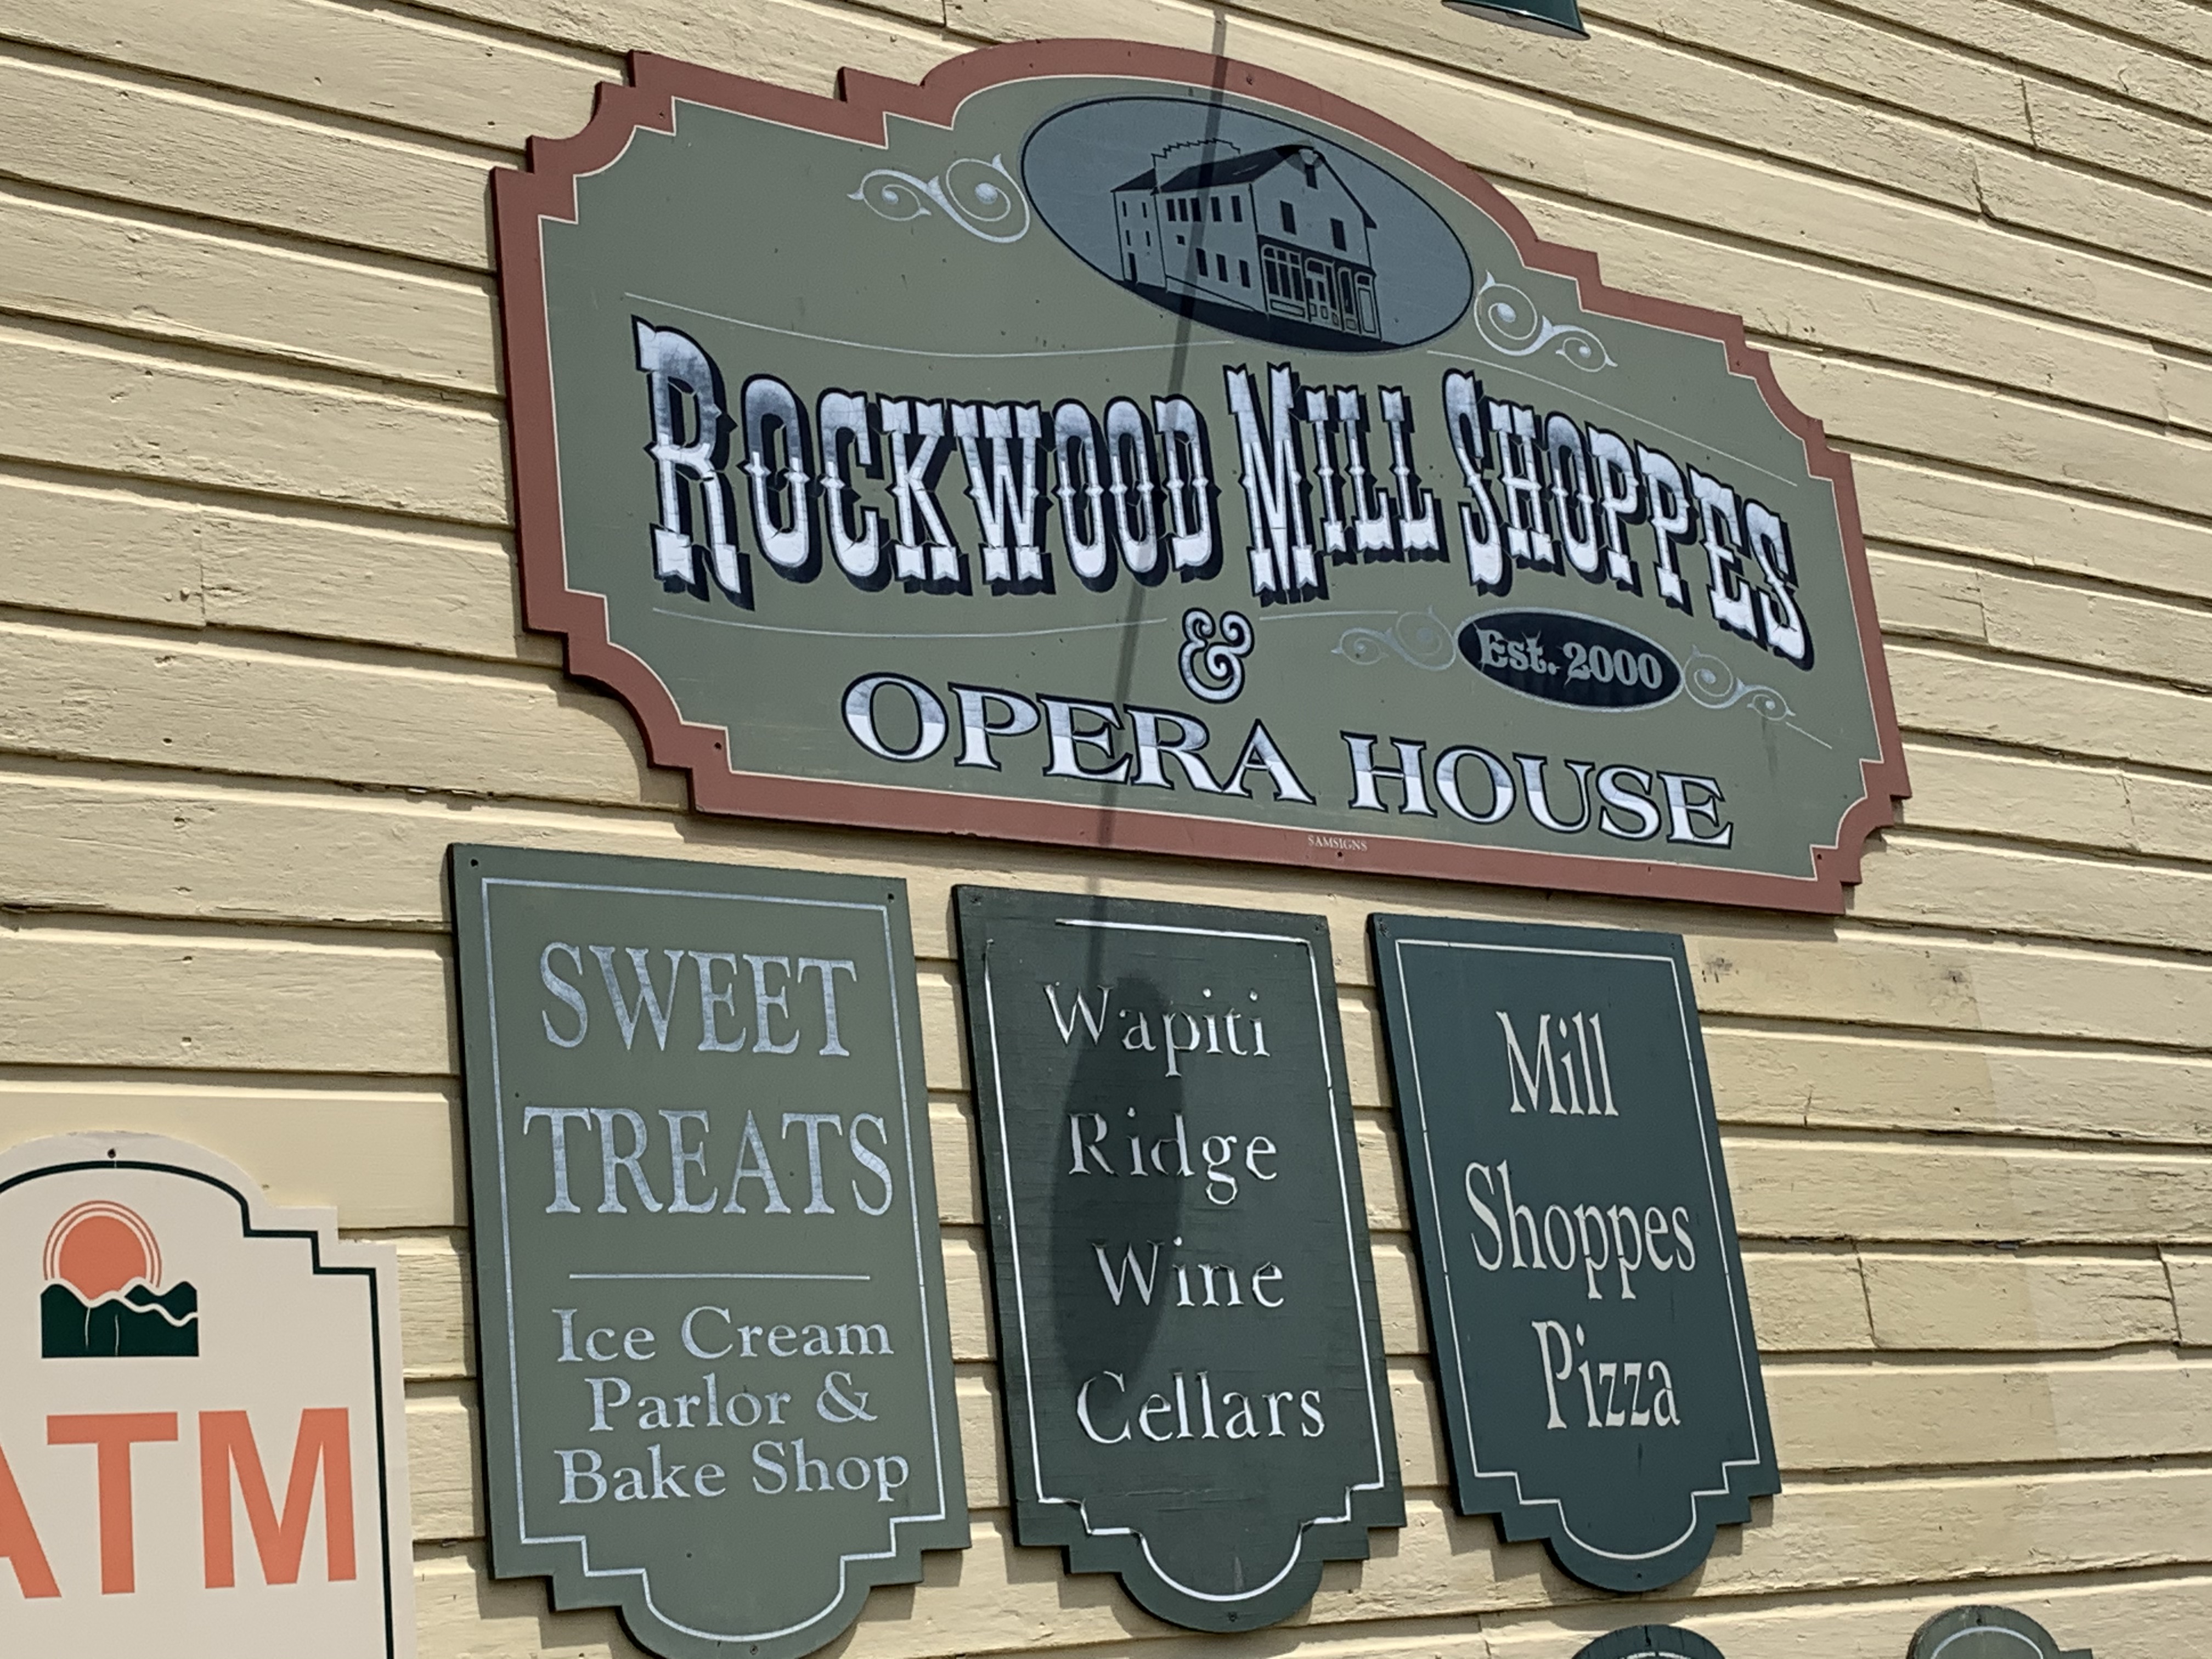 ROCKWOOD MILL SHOPPES
&
Est. 2000
OPERA HOUSE
SAMSIGNS
SWEET
TREATS
Ice Cream
Parlor &
Bake Shop
Wapiti
Ridge
Wine
Cellars
Mill
Shoppes
Pizza
ATM